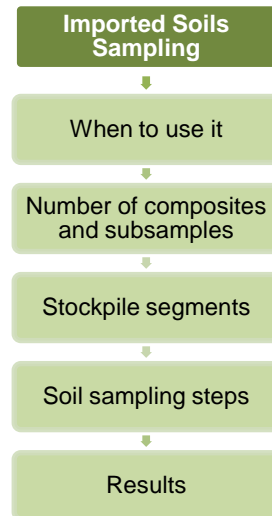 Imported Soils
Sampling
When to use it
Number of composites
and subsamples
Stockpile segments
Soil sampling steps
Results